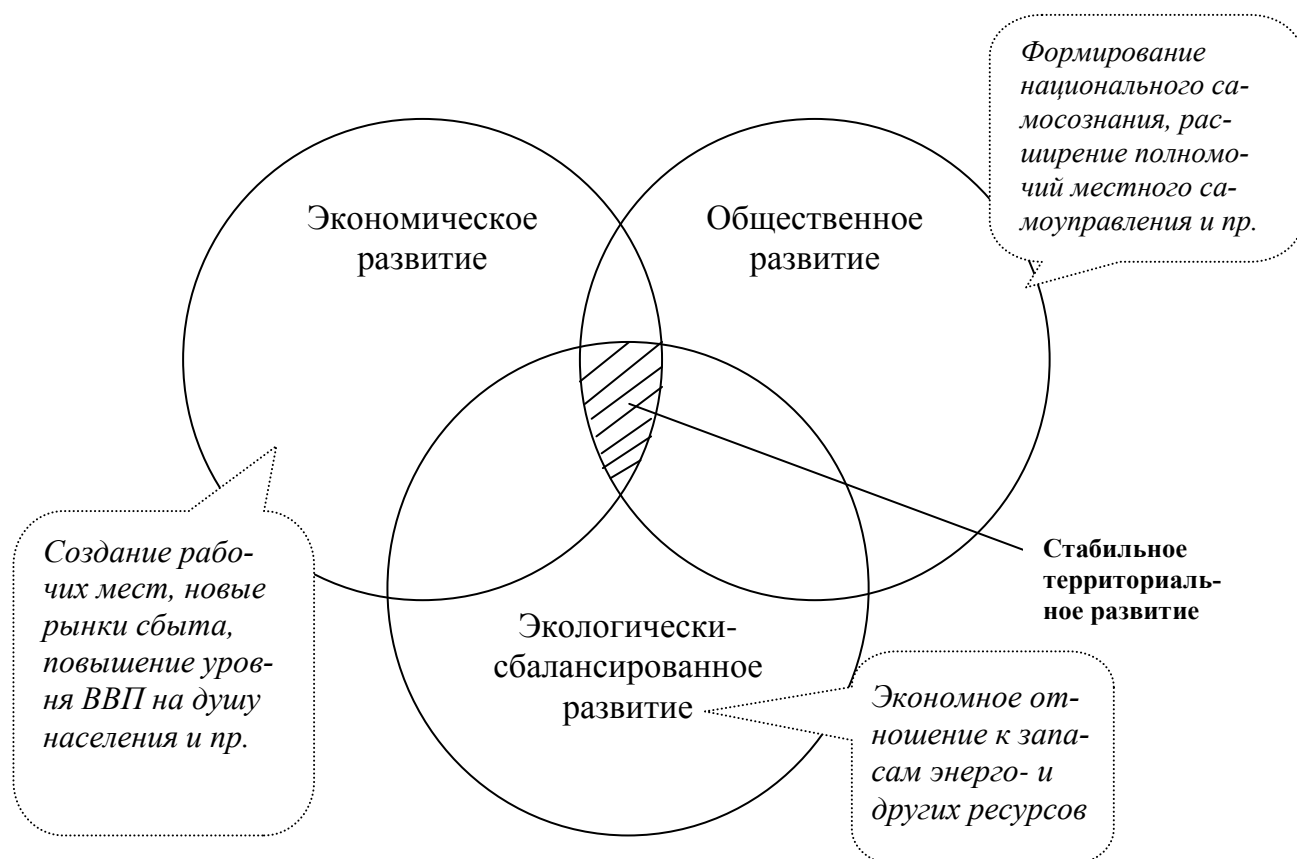 Формирование
национального са-
мосознания, рас-
ширение полномо-
чий местного са-
моуправления и пр.
Экономическое
развитие
Общественное
развитие
Создание рабо-
чих мест, новые
рынки сбыта,
повышение уров-
ня ВВП на душу
населения и пр.
Стабильное
территориаль-
ное развитие
Экологически-
сбалансированное
развитие
Экономное от-
ношение к запа-
сам энерго- и
других ресурсов